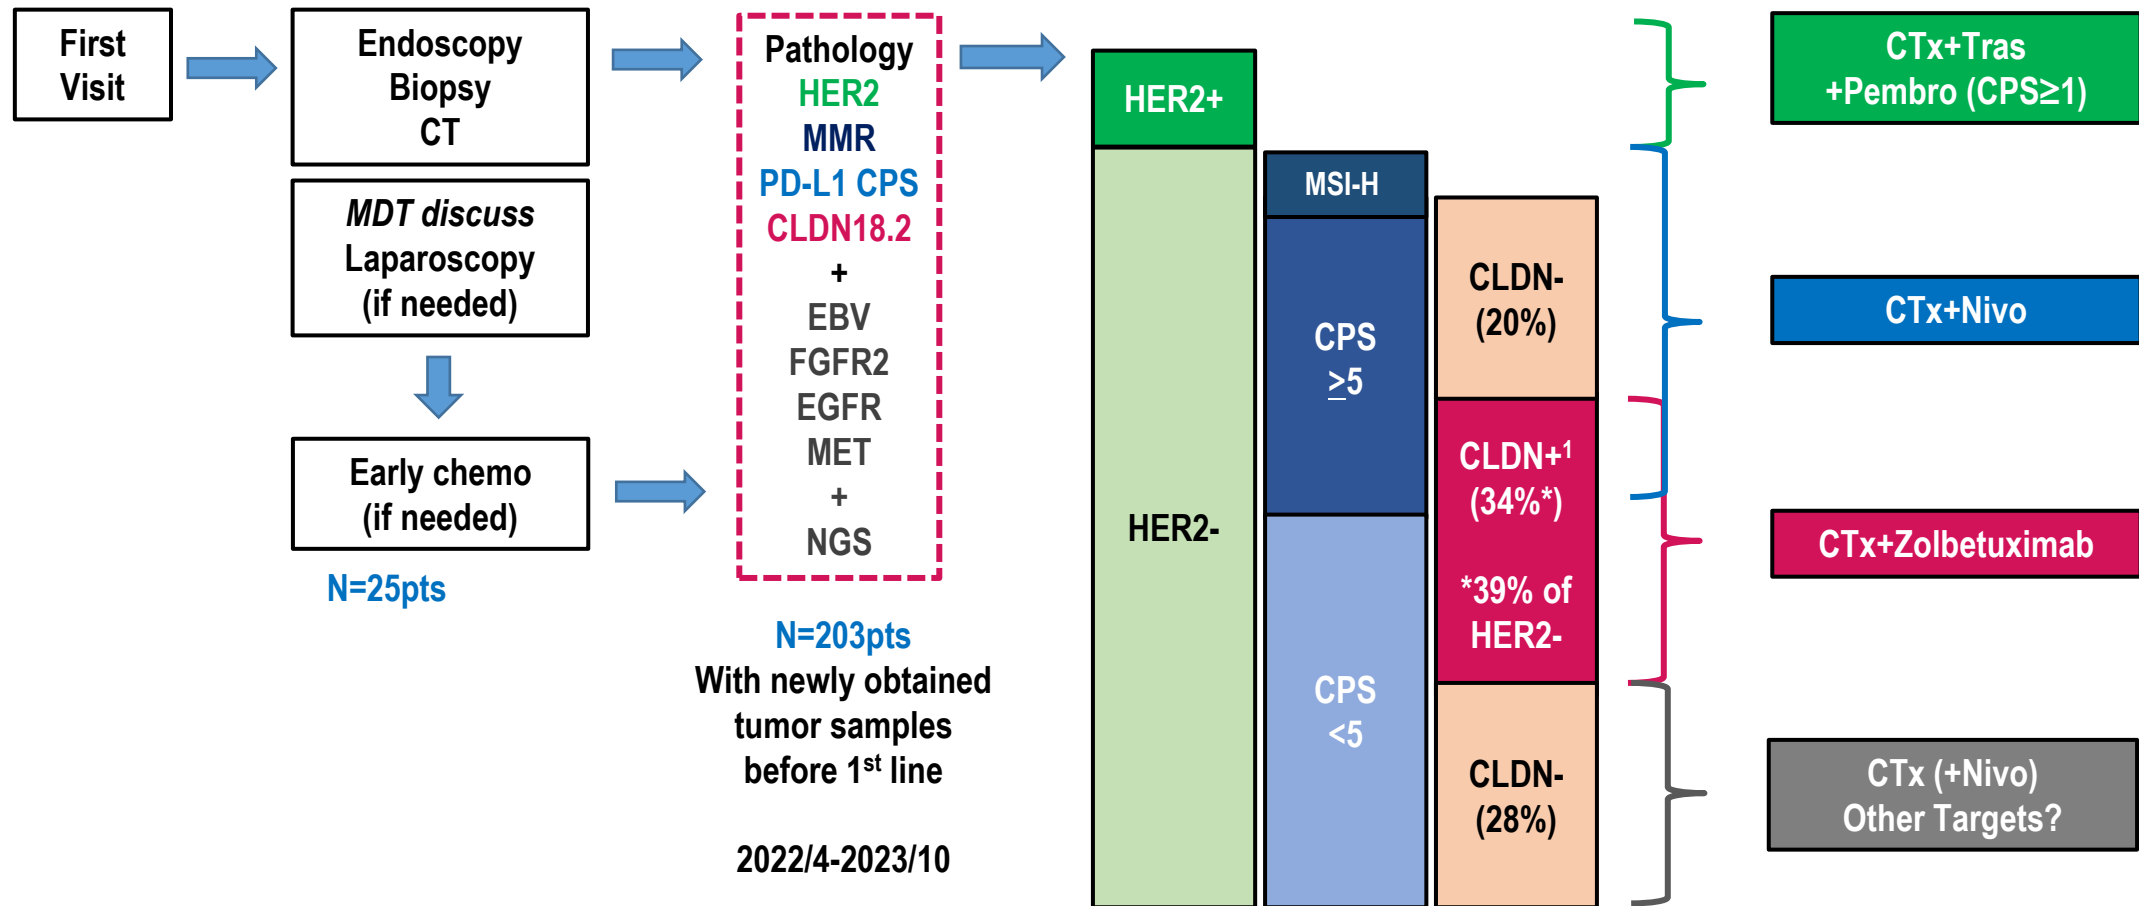 First
Visit
Endoscopy
Biopsy
CT
MDT discuss
Laparoscopy
(if needed)
Early chemo
(if needed)
N=25pts
Pathology
HER2
MMR
PD-L1 CPS
CLDN18.2
+
EBV
FGFR2
EGFR
MET
+
NGS
N=203pts
With newly obtained
tumor samples
before 1st line
2022/4-2023/10
HER2+
HER2-
MSI-H
CPS
≥5
CPS
<5
CLDN-
(20%)
CLDN+1
(34%*)
*39% of
HER2-
CLDN-
(28%)
CTx+Tras
+Pembro (CPS≥1)
CTx+Nivo
CTx+Zolbetuximab
CTx (+Nivo)
Other Targets?